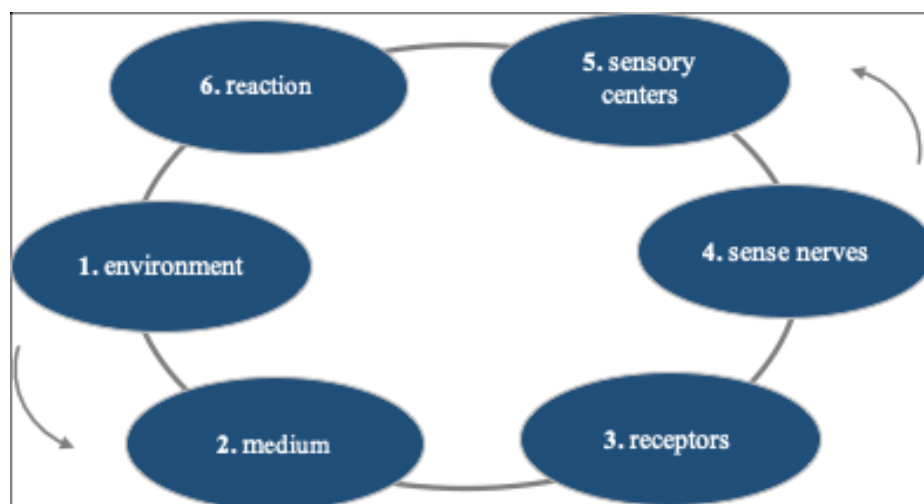 1. environment
2. medium
3. receptors
4. sense nerves
5. sensory
centers
6. reaction